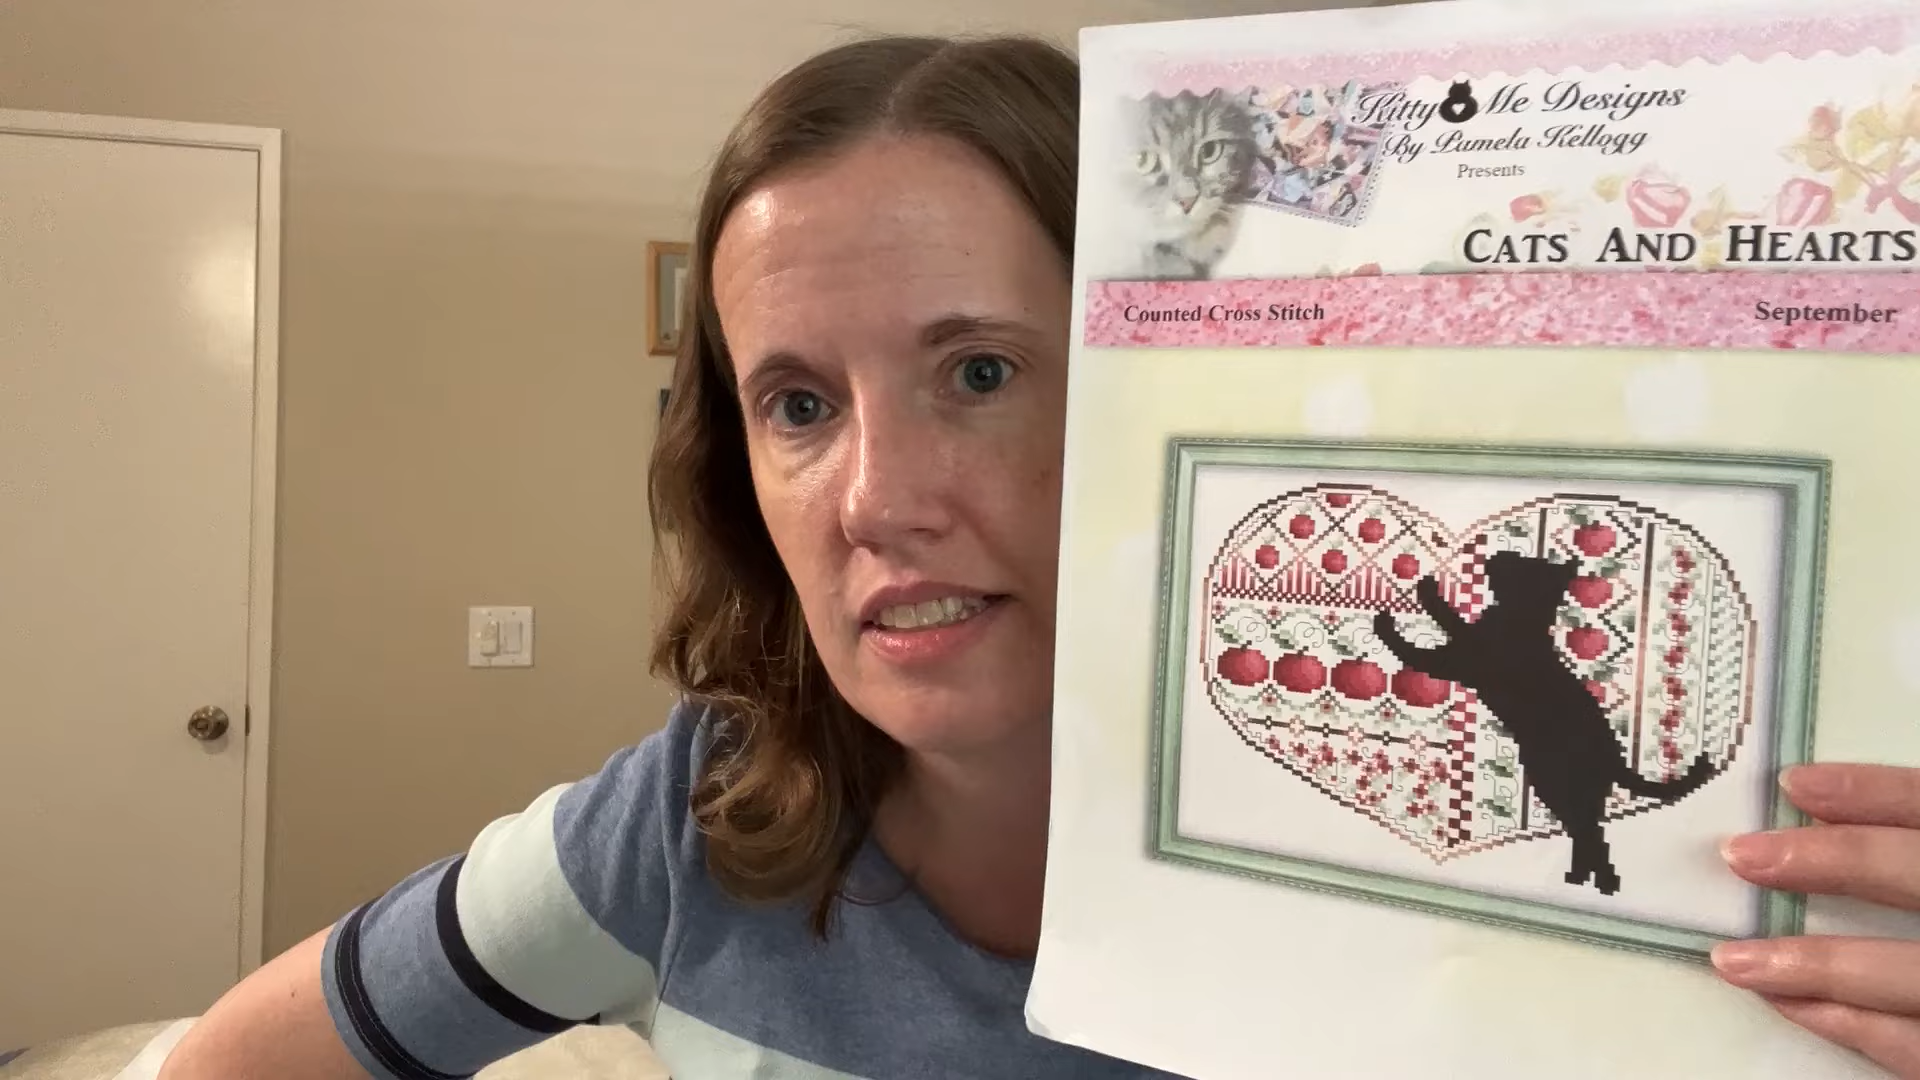 Kitty Me Designs
By Pamela Kellogg
Presents
CATS AND HEARTS
Counted Cross Stitch
September